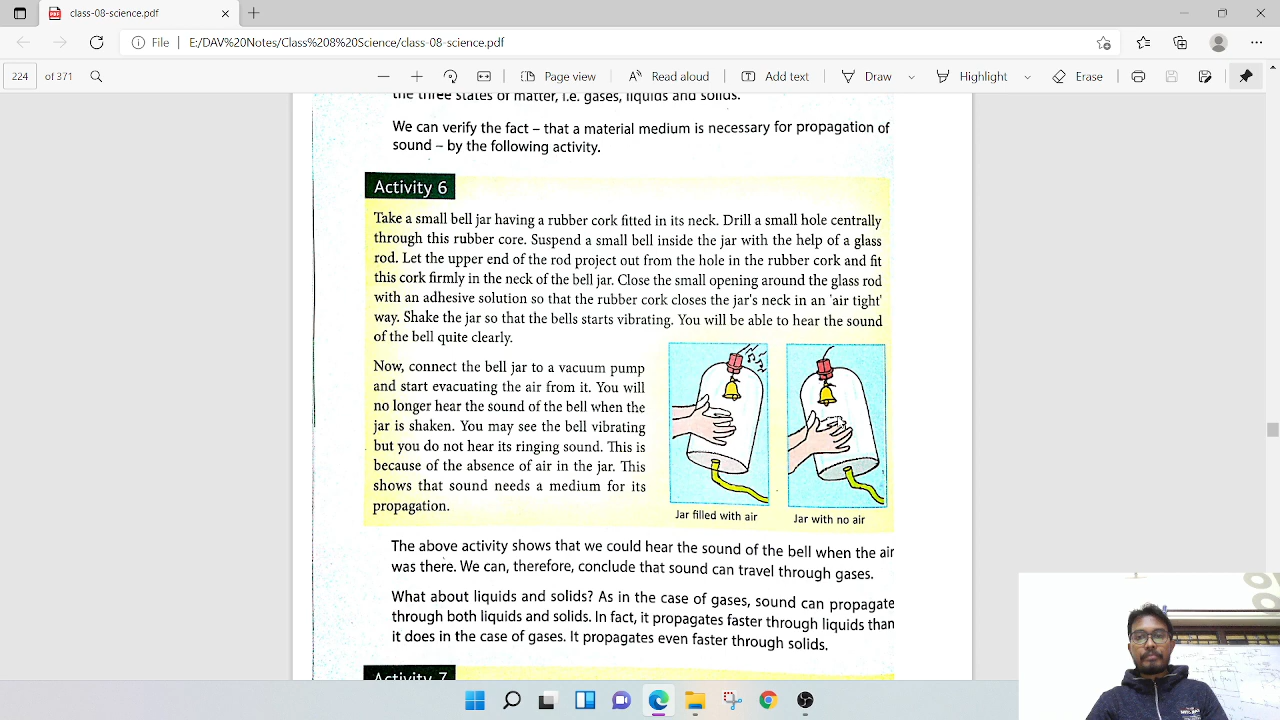 class-08-science.pdf
File | E:/DAV%20Notes/Class%208%20Science/class-08-science.pdf
224 of 371 Page view Read aloud Add text Draw Highlight Erase
the three states of matter, i.e. gases, liquids and solids.
We can verify the fact – that a material medium is necessary for propagation of
sound – by the following activity.
Activity 6
Take a small bell jar having a rubber cork fitted in its neck. Drill a small hole centrally
through this rubber core. Suspend a small bell inside the jar with the help of a glass
rod. Let the upper end of the rod project out from the hole in the rubber cork and fit
this cork firmly in the neck of the bell jar. Close the small opening around the glass rod
with an adhesive solution so that the rubber cork closes the jar's neck in an 'air tight'
way. Shake the jar so that the bells starts vibrating. You will be able to hear the sound
of the bell quite clearly.
Now, connect the bell jar to a vacuum pump
and start evacuating the air from it. You will
no longer hear the sound of the bell when the
jar is shaken. You may see the bell vibrating
but you do not hear its ringing sound. This is
because of the absence of air in the jar. This
shows that sound needs a medium for its
propagation.
Jar filled with air
Jar with no air
The above activity shows that we could hear the sound of the bell when the air
was there. We can, therefore, conclude that sound can travel through gases.
What about liquids and solids? As in the case of gases, sound can propagate
through both liquids and solids. In fact, it propagates faster through liquids than
it does in the case of gases. It propagates even faster through solids.
Activity 7